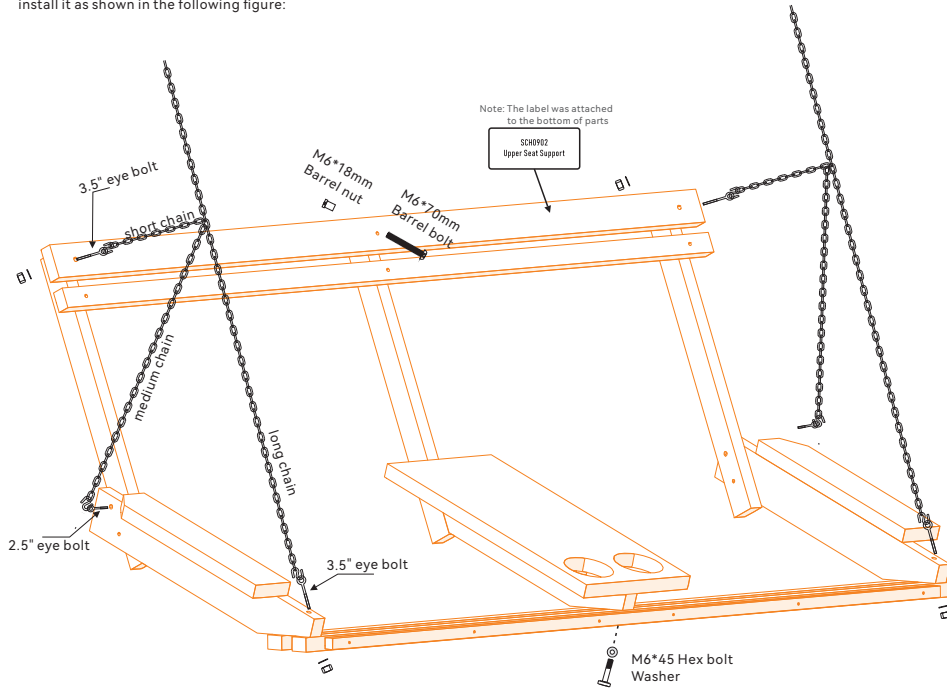 install it as shown in the following figure:
Note: The label was attached
to the bottom of parts
SCH0902
Upper Seat Support
3.5" eye bolt
M6*18mm
Barrel nut
M6*70mm
Barrel bolt
short chain
medium chain
long chain
2.5" eye bolt
3.5" eye bolt
M6*45 Hex bolt
Washer